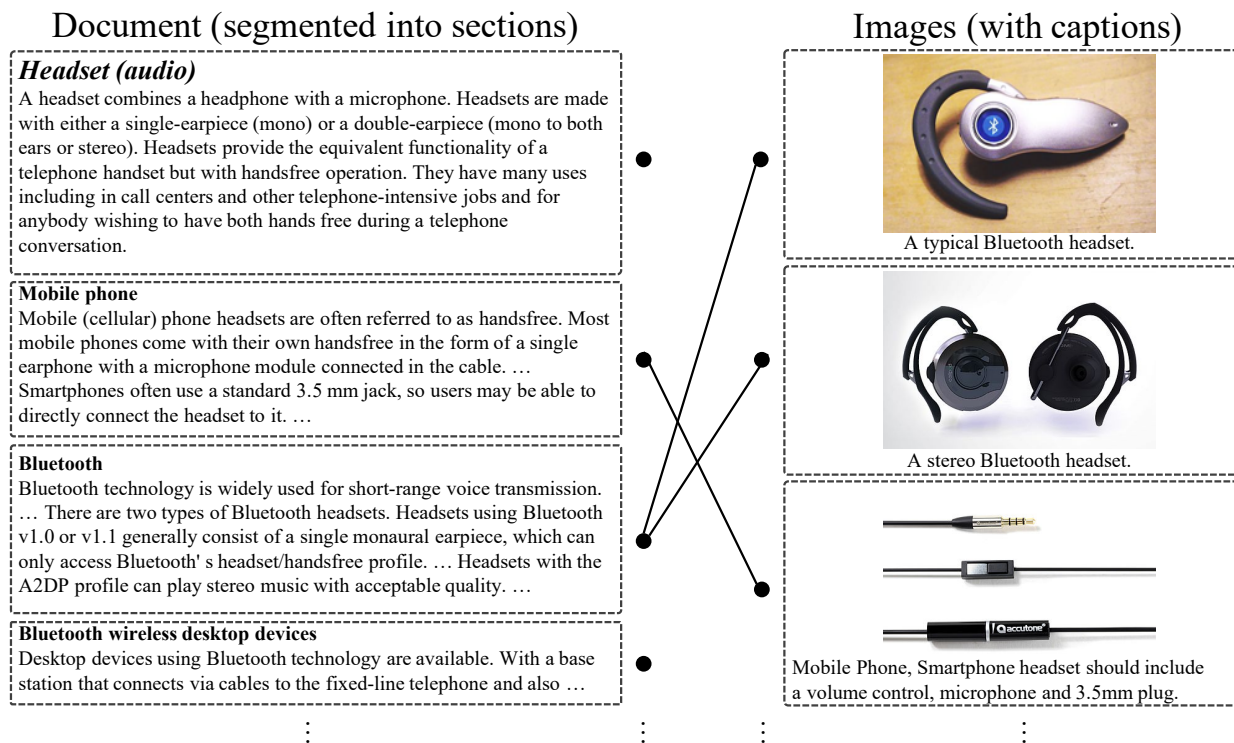 Document (segmented into sections)
Headset (audio)
A headset combines a headphone with a microphone. Headsets are made
with either a single-earpiece (mono) or a double-earpiece (mono to both
ears or stereo). Headsets provide the equivalent functionality of a
telephone handset but with handsfree operation. They have many uses
including in call centers and other telephone-intensive jobs and for
anybody wishing to have both hands free during a telephone
conversation.
Mobile phone
Mobile (cellular) phone headsets are often referred to as handsfree. Most
mobile phones come with their own handsfree in the form of a single
earphone with a microphone module connected in the cable. …
Smartphones often use a standard 3.5 mm jack, so users may be able to
directly connect the headset to it. …
Bluetooth
Bluetooth technology is widely used for short-range voice transmission.
… There are two types of Bluetooth headsets. Headsets using Bluetooth
v1.0 or v1.1 generally consist of a single monaural earpiece, which can
only access Bluetooth' s headset/handsfree profile. … Headsets with the
A2DP profile can play stereo music with acceptable quality. …
Bluetooth wireless desktop devices
Desktop devices using Bluetooth technology are available. With a base
station that connects via cables to the fixed-line telephone and also …
Images (with captions)
A typical Bluetooth headset.
A stereo Bluetooth headset.
accutone
Mobile Phone, Smartphone headset should include
a volume control, microphone and 3.5mm plug.